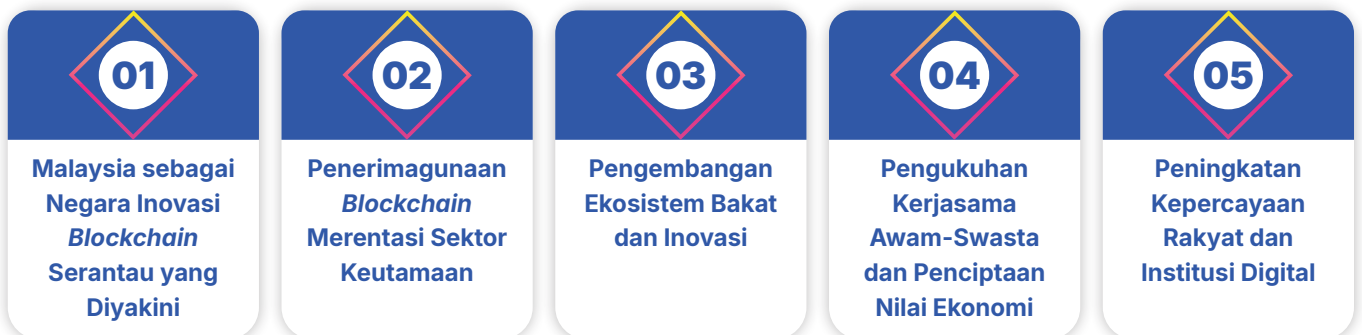 01
Malaysia sebagai
Negara Inovasi
Blockchain
Serantau yang
Diyakini
02
Penerimagunaan
Blockchain
Merentasi Sektor
Keutamaan
03
Pengembangan
Ekosistem Bakat
dan Inovasi
04
Pengukuhan
Kerjasama
Awam-Swasta
dan Penciptaan
Nilai Ekonomi
05
Peningkatan
Kepercayaan
Rakyat dan
Institusi Digital